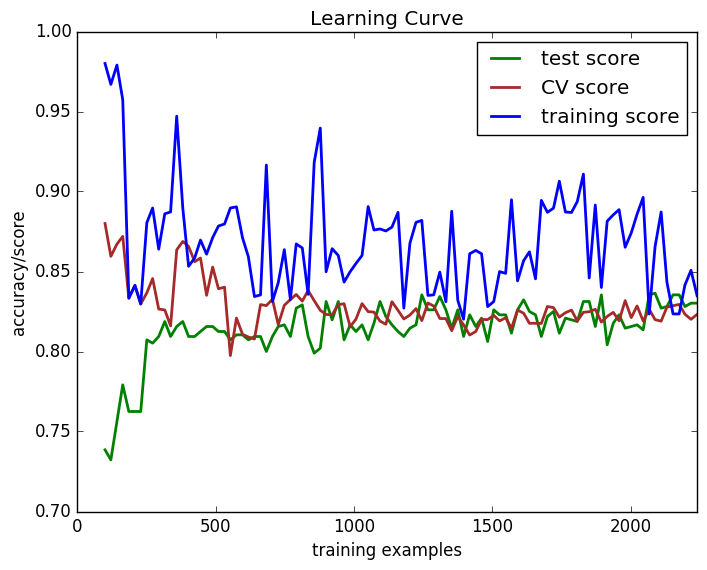 Learning Curve
test score
CV score
training score
accuracy/score
1.00
0.95
0.90
0.85
0.80
0.75
0.70
0
500
1000
1500
2000
training examples